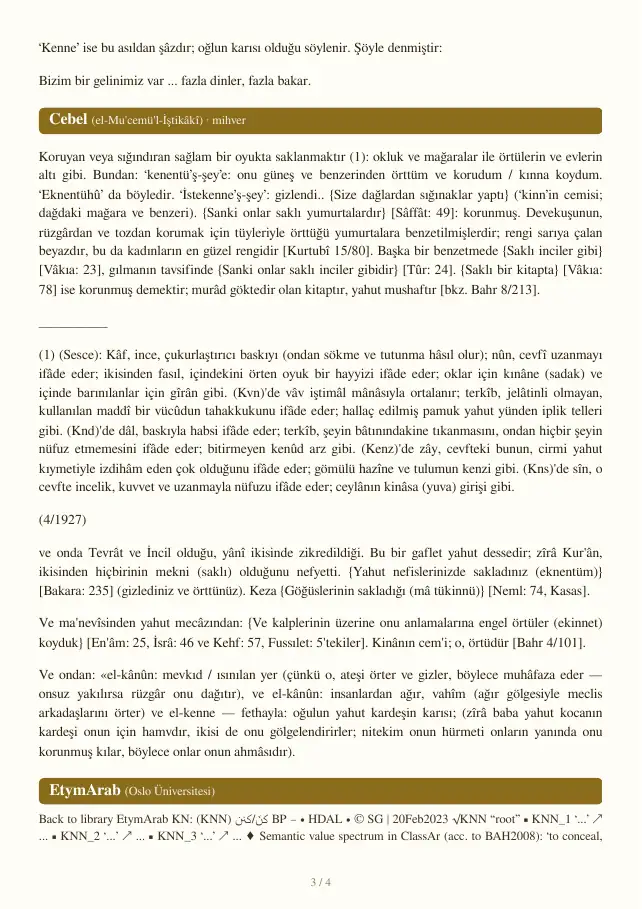 ‘Kenne’ ise bu asıldan şâzdır; oğlun karısı olduğu söylenir. Şöyle denmiştir:
Bizim bir gelinimiz var ... fazla dinler, fazla bakar.
Cebel (el-Mu'cemü'l-İştikâkî) · mihver
Koruyan veya sığındıran sağlam bir oyukta saklanmaktır (1): okluk ve mağaralar ile örtülerin ve evlerin
altı gibi. Bundan: ‘kenentü’ş-şey’e: onu güneş ve benzerinden örttüm ve korudum / kınna koydum.
‘Eknentühû’ da böyledir. ‘İstekenne’ş-şey’: gizlendi.. {Size dağlardan sığınaklar yaptı} (‘kinn’in cemisi;
dağdaki mağara ve benzeri). {Sanki onlar saklı yumurtalardır} [Sâffât: 49]: korunmuş. Devekuşunun,
rüzgârdan ve tozdan korumak için tüyleriyle örttüğü yumurtalara benzetilmişlerdir; rengi sarıya çalan
beyazdır, bu da kadınların en güzel rengidir [Kurtubî 15/80]. Başka bir benzetmede {Saklı inciler gibi}
[Vâkıa: 23], gılmanın tavsifinde {Sanki onlar saklı inciler gibidir} [Tûr: 24]. {Saklı bir kitapta} [Vâkıa:
78] ise korunmuş demektir; murâd göktedir olan kitaptır, yahut mushaftır [bkz. Bahr 8/213].
___________
(1) (Sesce): Kâf, ince, çukurlaştırıcı baskıyı (ondan sökme ve tutunma hâsıl olur); nûn, cevfî uzanmayı
ifâde eder; ikisinden fasıl, içindekini örten oyuk bir hayyizi ifâde eder; oklar için kınâne (sadak) ve
içinde barınılanlar için gîrân gibi. (Kvn)'de vâv iştimâl mânâsıyla ortalanır; terkîb, jelâtinli olmayan,
kullanılan maddî bir vücûdun tahakkukunu ifâde eder; hallaç edilmiş pamuk yahut yünden iplik telleri
gibi. (Knd)'de dâl, baskıyla habsi ifâde eder; terkîb, şeyin bâtınındakine tıkanmasını, ondan hiçbir şeyin
nüfuz etmemesini ifâde eder; bitirmeyen kenûd arz gibi. (Kenz)'de zây, cevfteki bunun, cirmi yahut
kıymetiyle izdihâm eden çok olduğunu ifâde eder; gömülü hazîne ve tulumun kenzi gibi. (Kns)'de sîn, o
cevfte incelik, kuvvet ve uzanmayla nüfuzu ifâde eder; ceylânın kinâsa (yuva) girişi gibi.
(4/1927)
ve onda Tevrât ve İncil olduğu, yânî ikisinde zikredildiği. Bu bir gaflet yahut dessedir; zîrâ Kur'ân,
ikisinden hiçbirinin mekni (saklı) olduğunu nefyetti. {Yahut nefislerinizde sakladınız (eknentüm)}
[Bakara: 235] (gizlediniz ve örttünüz). Keza {Göğüslerinin sakladığı (mâ tükinnü)} [Neml: 74, Kasas].
Ve ma'nevîsinden yahut mecâzından: {Ve kalplerinin üzerine onu anlamalarına engel örtüler (ekinnet)
koyduk} [En'âm: 25, İsrâ: 46 ve Kehf: 57, Fussılet: 5'tekiler]. Kinânın cem'i; o, örtüdür [Bahr 4/101].
Ve ondan: «el-kânûn: mevkıd / ısınılan yer (çünkü o, ateşi örter ve gizler, böylece muhâfaza eder —
onsuz yakılırsa rüzgâr onu dağıtır), ve el-kânûn: insanlardan ağır, vahîm (ağır gölgesiyle meclis
arkadaşlarını örter) ve el-kenne — fethayla: oğulun yahut kardeşin karısı; (zîrâ baba yahut kocanın
kardeşi onun için hamvdır, ikisi de onu gölgelendirirler; nitekim onun hürmeti onların yanında onu
korunmuş kılar, böylece onlar onun ahmâsıdır).
EtymArab (Oslo Üniversitesi)
Back to library EtymArab KN: (KNN) كنّ/كنن BP – • HDAL • © SG | 20Feb2023 √KNN “root” ▪ KNN_1 ‘...’ ↗
... ▪ KNN_2 ‘...’ ↗ ... ▪ KNN_3 ‘...’ ↗ ... ♦ Semantic value spectrum in ClassAr (acc. to BAH2008): ‘to conceal,
3 / 4